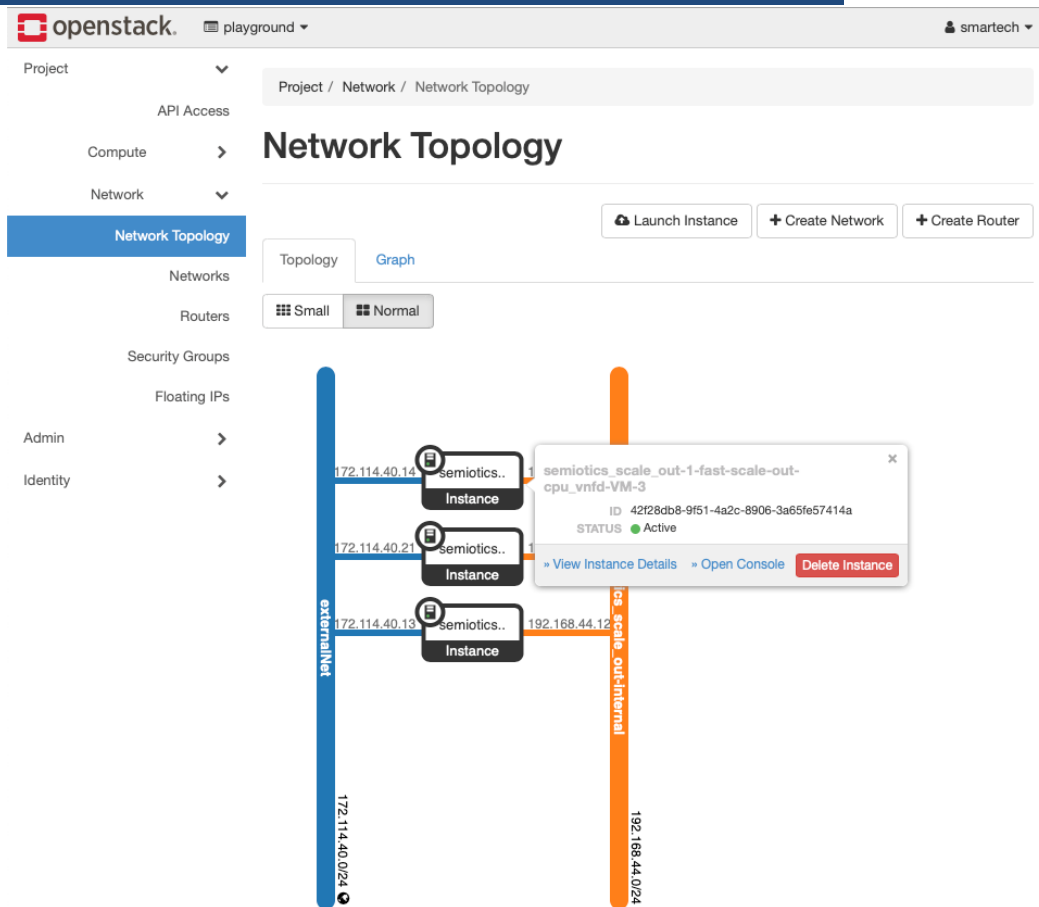 openstack. playground smartech
Project
API Access
Compute
Network
Network Topology
Networks
Routers
Security Groups
Floating IPs
Admin
Identity
Project / Network / Network Topology
Network Topology
Launch Instance + Create Network + Create Router
Topology Graph
Small Normal
172.114.40.14 semiotics..
Instance
semiotics_scale_out-1-fast-scale-out-
cpu_vnfd-VM-3
ID 42f28db8-9f51-4a2c-8906-3a65fe57414a
STATUS Active
» View Instance Details » Open Console Delete Instance
172.114.40.21 semiotics..
Instance
172.114.40.13 semiotics.. 192.168.44.12
Instance
externalNet
ics_scale_out-internal
172.114.40.0/24
192.168.44.0/24